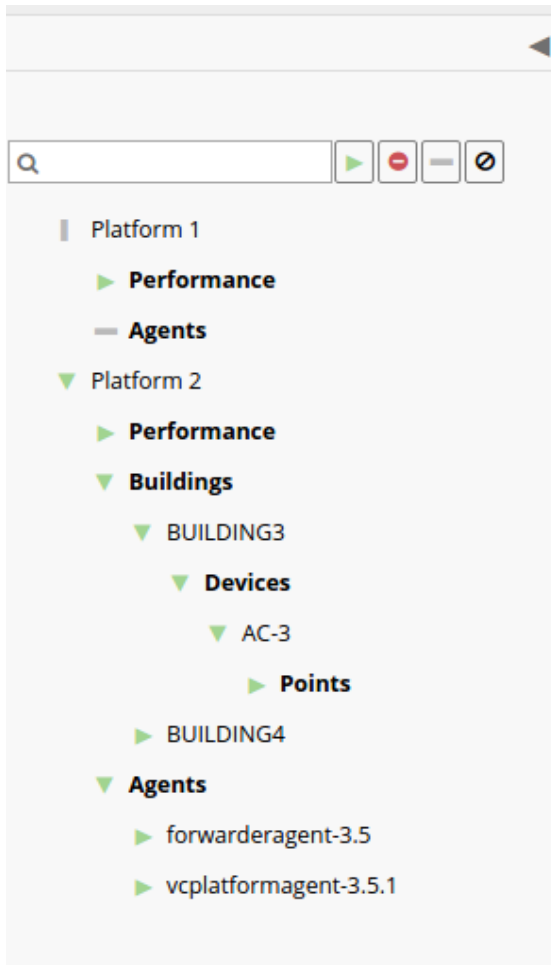 Platform 1
Performance
Agents
Platform 2
Performance
Buildings
BUILDING3
Devices
AC-3
Points
BUILDING4
Agents
forwarderagent-3.5
vcplatformagent-3.5.1